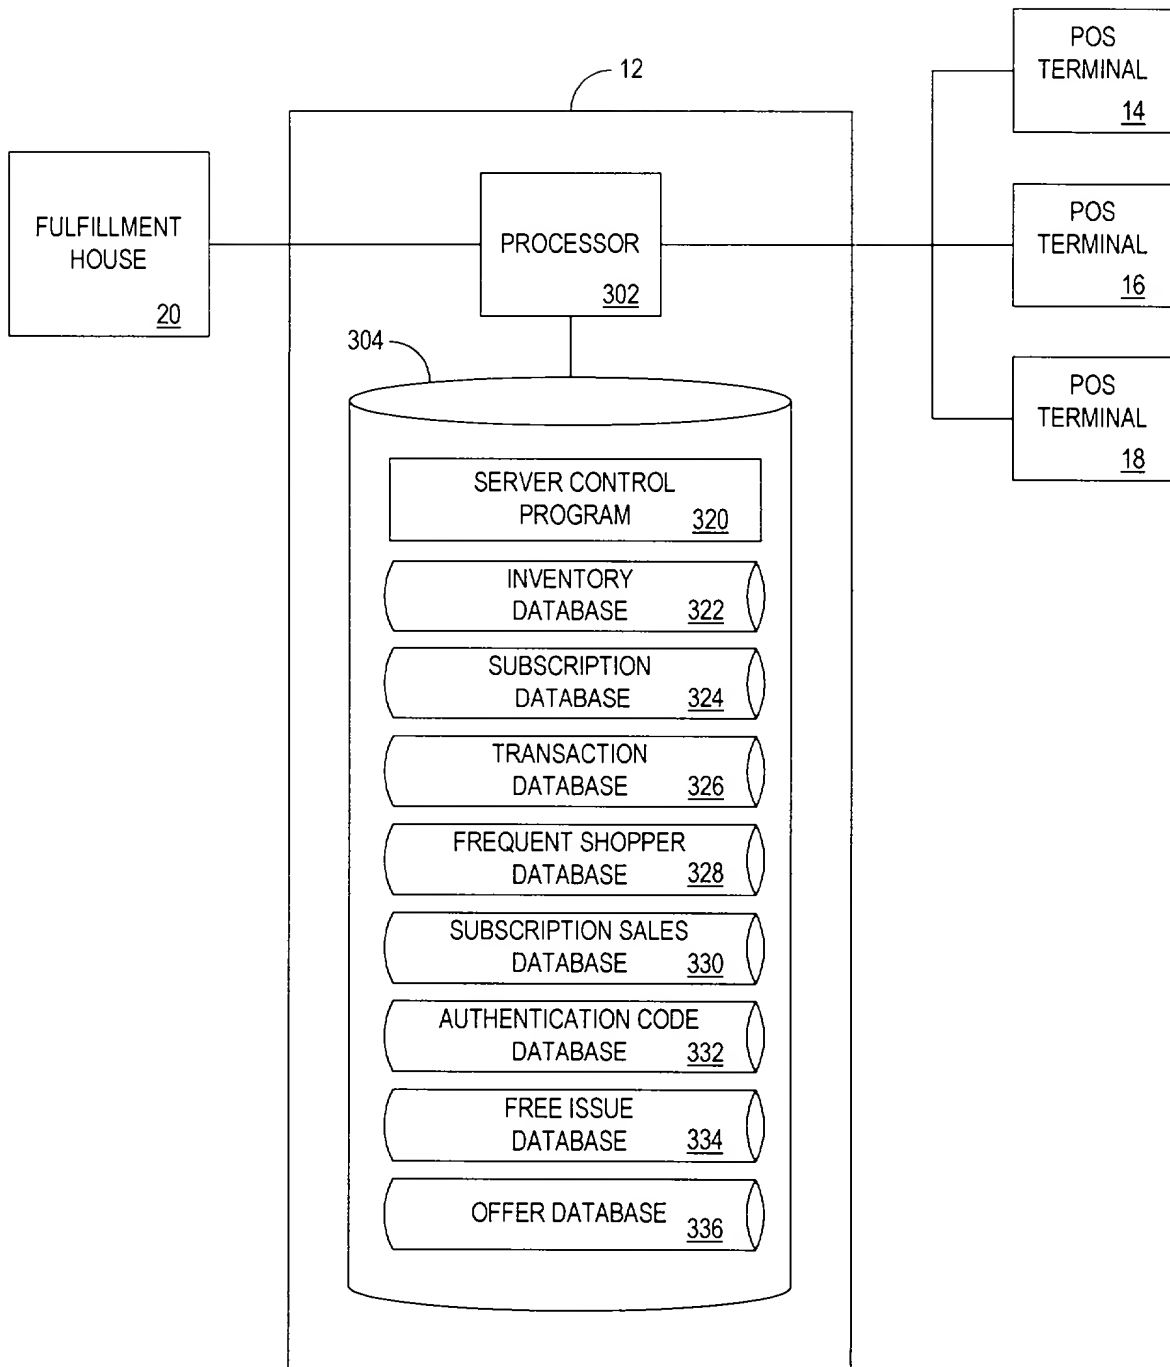 12
POS
TERMINAL
14
FULFILLMENT
HOUSE
20
PROCESSOR
302
POS
TERMINAL
16
304
POS
TERMINAL
18
SERVER CONTROL
PROGRAM 320
INVENTORY
DATABASE 322
SUBSCRIPTION
DATABASE 324
TRANSACTION
DATABASE 326
FREQUENT SHOPPER
DATABASE 328
SUBSCRIPTION SALES
DATABASE 330
AUTHENTICATION CODE
DATABASE 332
FREE ISSUE
DATABASE 334
OFFER DATABASE 336